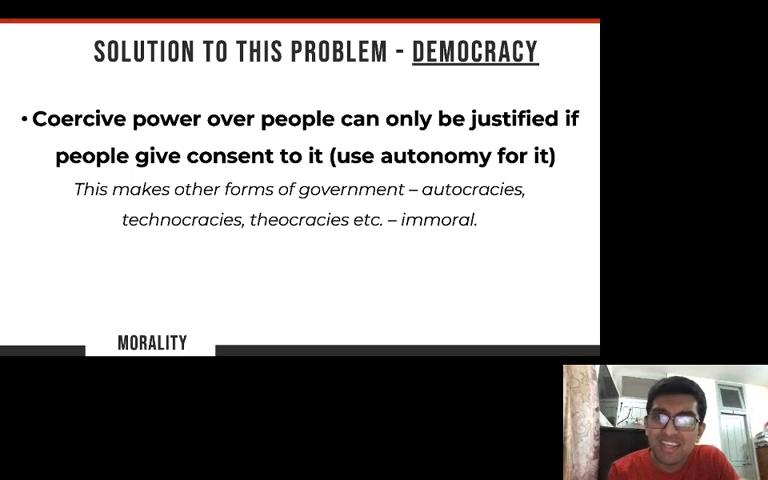 SOLUTION TO THIS PROBLEM - DEMOCRACY
• Coercive power over people can only be justified if
people give consent to it (use autonomy for it)
This makes other forms of government – autocracies,
technocracies, theocracies etc. – immoral.
MORALITY